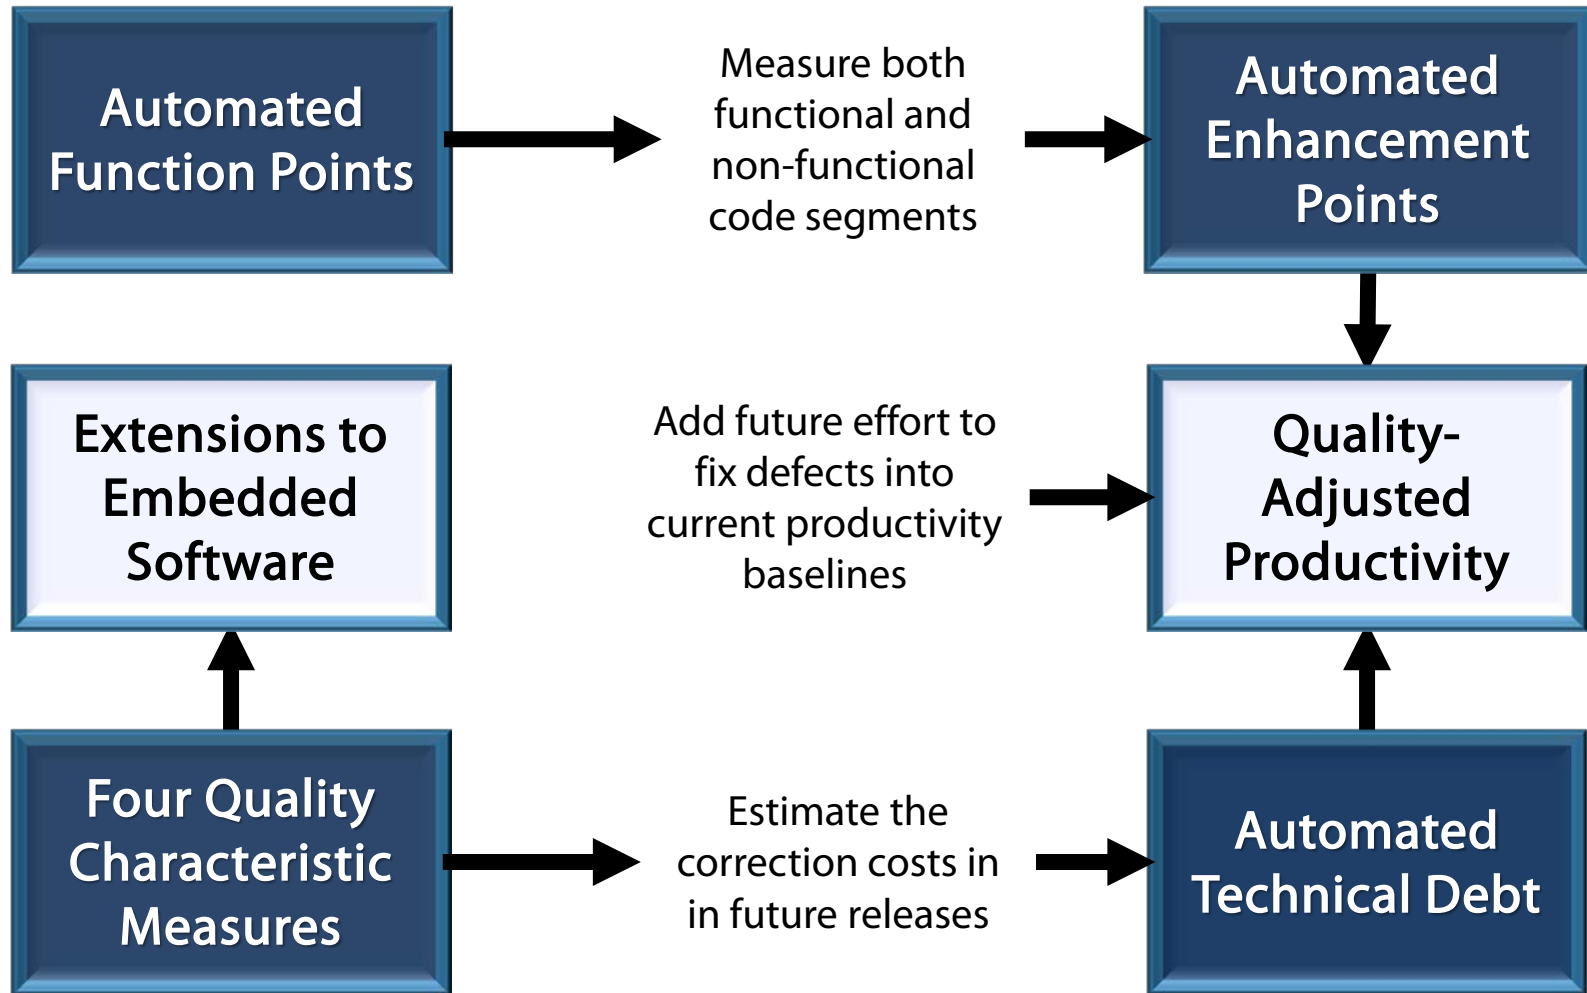 Automated
Function Points
Measure both
functional and
non-functional
code segments
Automated
Enhancement
Points
Extensions to
Embedded
Software
Add future effort to
fix defects into
current productivity
baselines
Quality-
Adjusted
Productivity
Four Quality
Characteristic
Measures
Estimate the
correction costs in
in future releases
Automated
Technical Debt